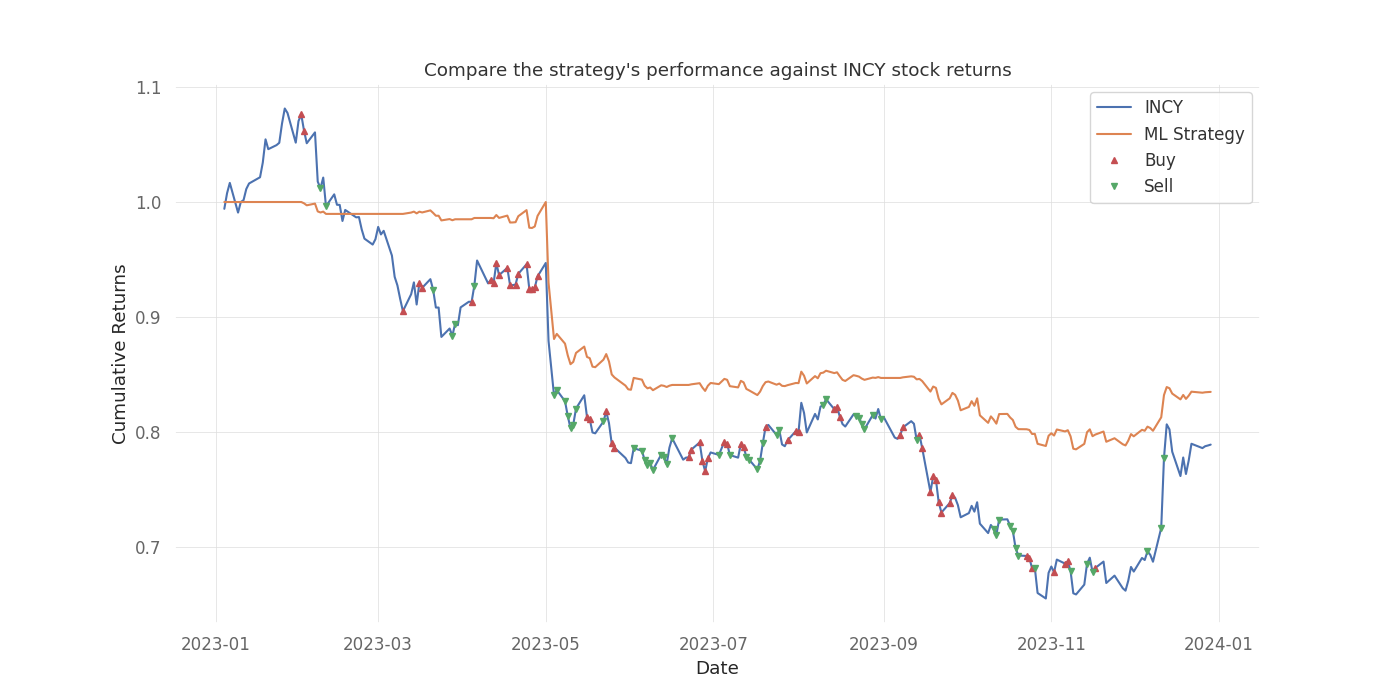 Compare the strategy's performance against INCY stock returns
1.1
1.0
0.9
0.8
0.7
Cumulative Returns
INCY
ML Strategy
Buy
Sell
2023-01 2023-03 2023-05 2023-07 2023-09 2023-11 2024-01
Date